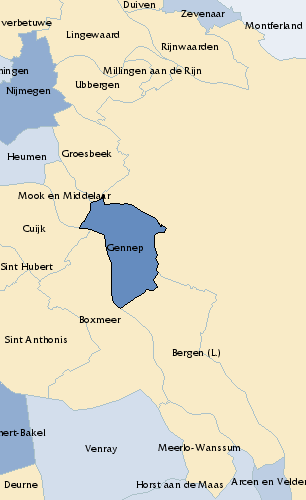 Duiven
Zevenaar
verbetuwe
Montferland
Lingewaard
Rijnwaarden
ningen
Millingen aan de Rijn
Ubbergen
Nijmegen
Groesbeek
Heumen
Mook en Middelaar
Cuijk
Gennep
Sint Hubert
Boxmeer
Sint Anthonis
Bergen (L.)
mert-Bakel
Venray
Meerlo-Wanssum
Deurne
Horst aan de Maas
Arcen en Velden